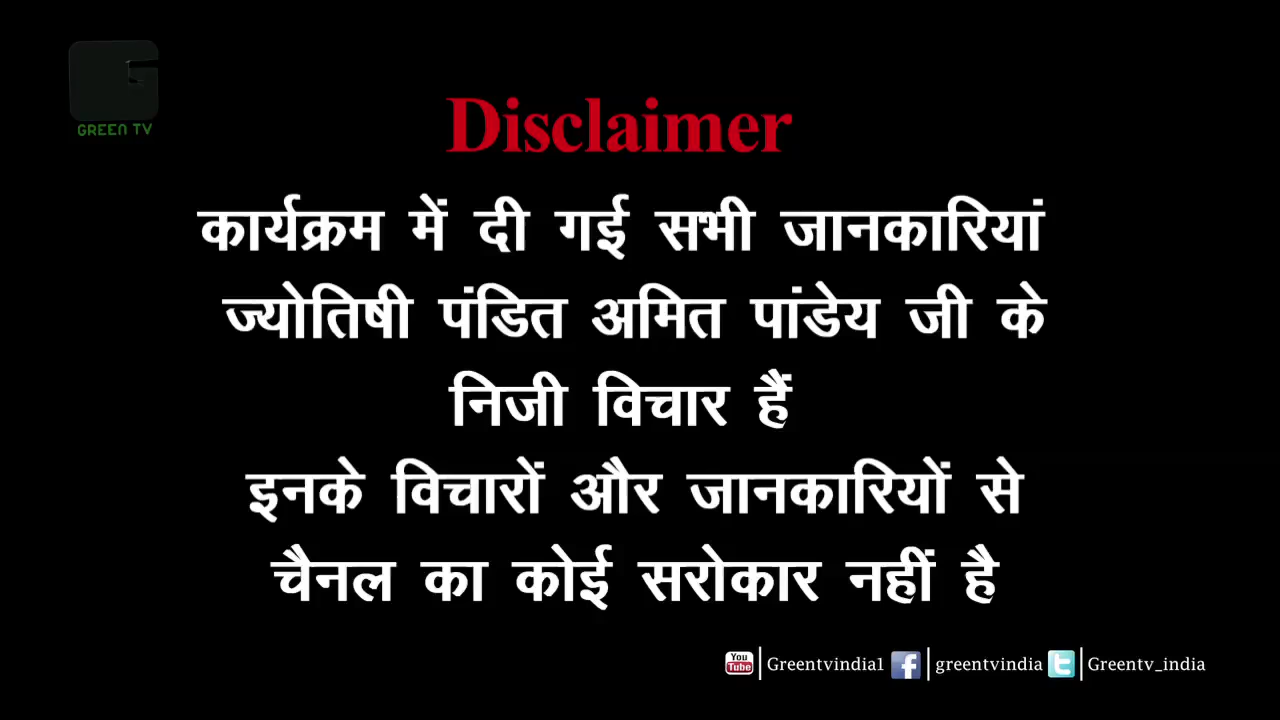 GREEN TV
Disclaimer
कार्यक्रम में दी गई सभी जानकारियां
ज्योतिषी पंडित अमित पांडेय जी के
निजी विचार हैं
इनके विचारों और जानकारियों से
चैनल का कोई सरोकार नहीं है
You Tube Greentvindia1 f greentvindia t Greentv_india